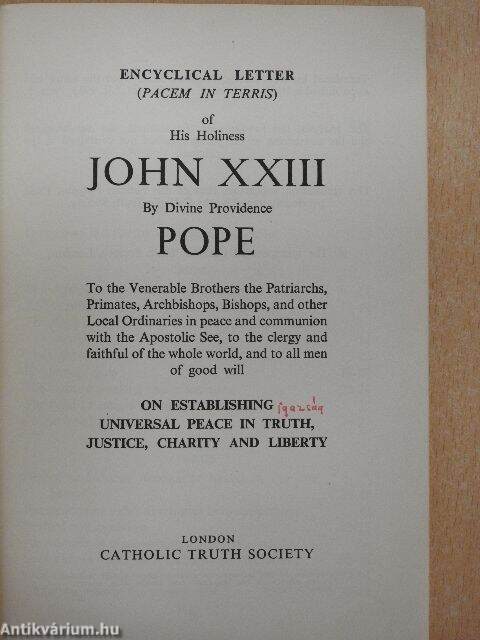 ENCYCLICAL LETTER
(PACEM IN TERRIS)
of
His Holiness
JOHN XXIII
By Divine Providence
POPE
To the Venerable Brothers the Patriarchs,
Primates, Archbishops, Bishops, and other
Local Ordinaries in peace and communion
with the Apostolic See, to the clergy and
faithful of the whole world, and to all men
of good will
ON ESTABLISHING igazság
UNIVERSAL PEACE IN TRUTH,
JUSTICE, CHARITY AND LIBERTY
LONDON
CATHOLIC TRUTH SOCIETY
Antikvárium.hu